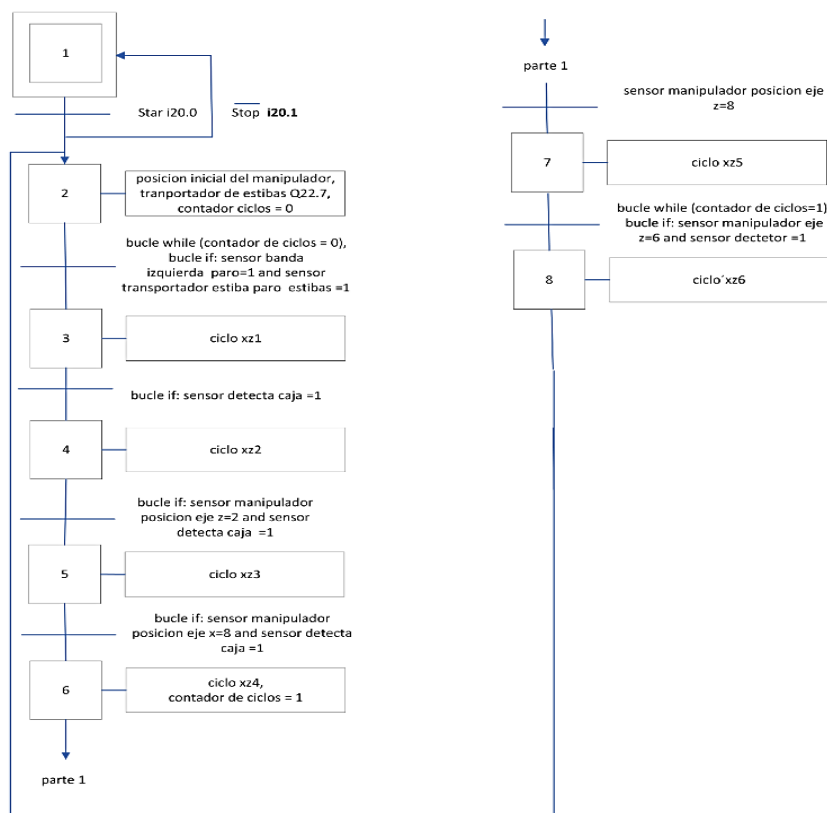 1
Star i20.0
Stop i20.1
2
posicion inicial del manipulador,
tranportador de estibas Q22.7,
contador ciclos = 0
bucle while (contador de ciclos = 0),
bucle if: sensor banda
izquierda paro=1 and sensor
transportador estiba paro estibas =1
3
ciclo xz1
bucle if: sensor detecta caja =1
4
ciclo xz2
bucle if: sensor manipulador
posicion eje z=2 and sensor
detecta caja =1
5
ciclo xz3
bucle if: sensor manipulador
posicion eje x=8 and sensor detecta
caja =1
6
ciclo xz4,
contador de ciclos = 1
parte 1
parte 1
sensor manipulador posicion eje
z=8
7
ciclo xz5
bucle while (contador de ciclos=1)
bucle if: sensor manipulador eje
z=6 and sensor dectetor =1
8
ciclo´xz6